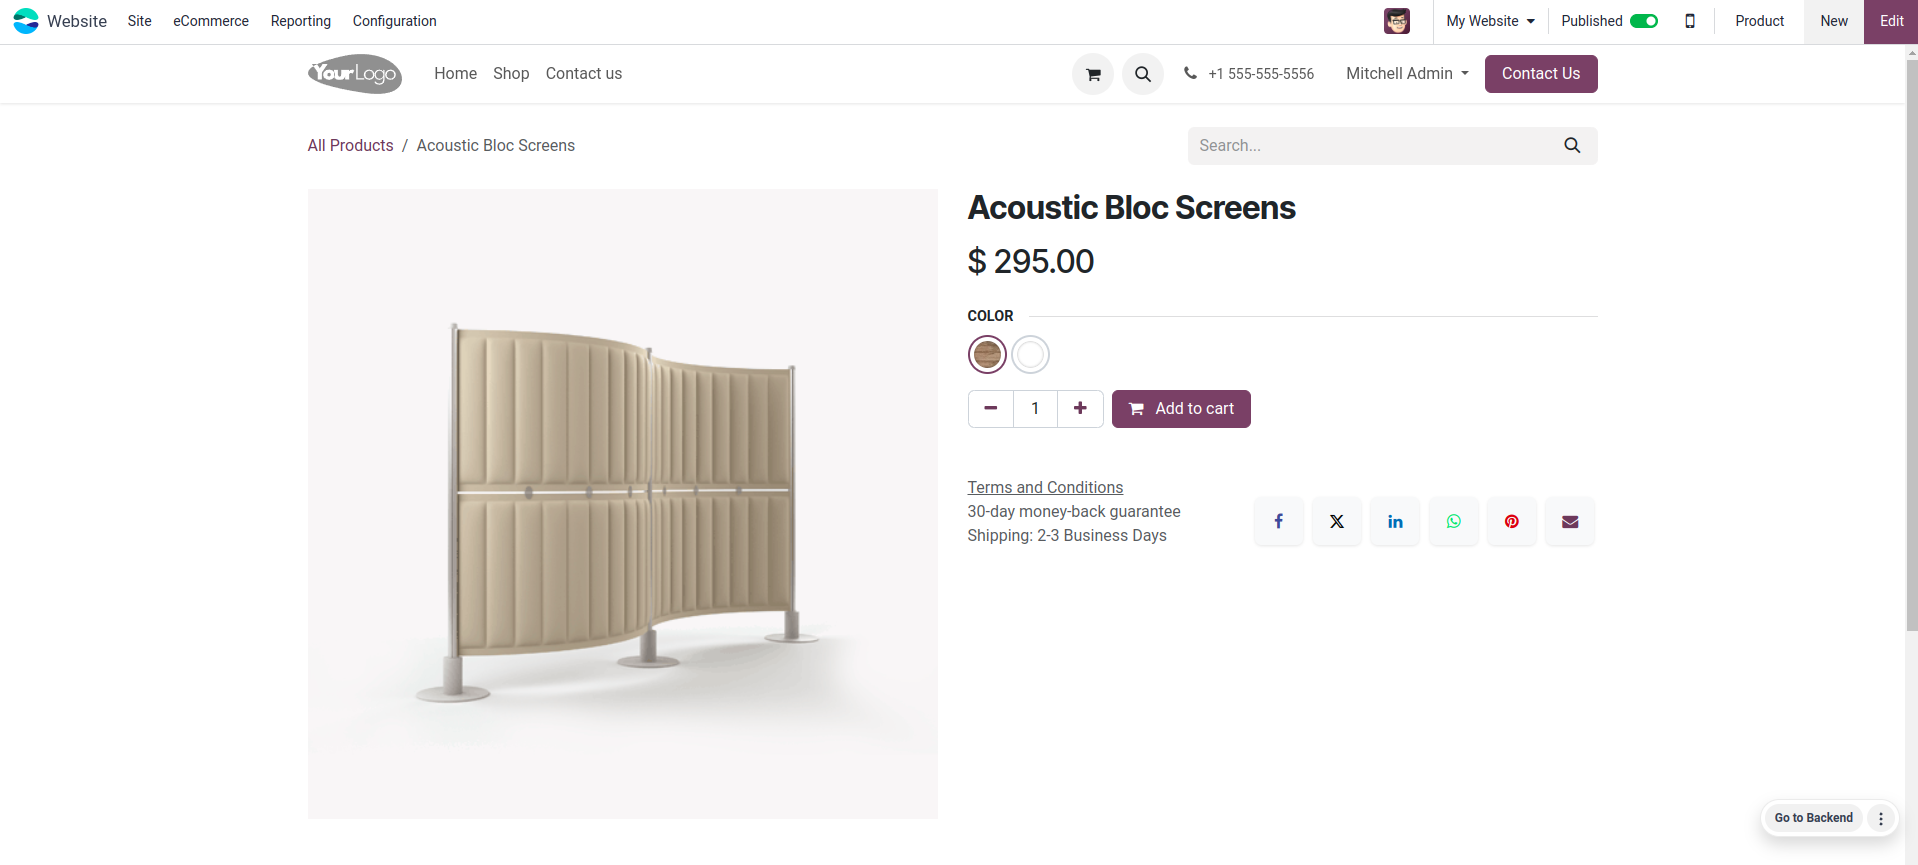 Website Site eCommerce Reporting Configuration My Website Published Product New Edit
YourLogo Home Shop Contact us +1 555-555-5556 Mitchell Admin Contact Us
All Products / Acoustic Bloc Screens Search...
Acoustic Bloc Screens
$ 295.00
COLOR
1 Add to cart
Terms and Conditions
30-day money-back guarantee
Shipping: 2-3 Business Days
Go to Backend